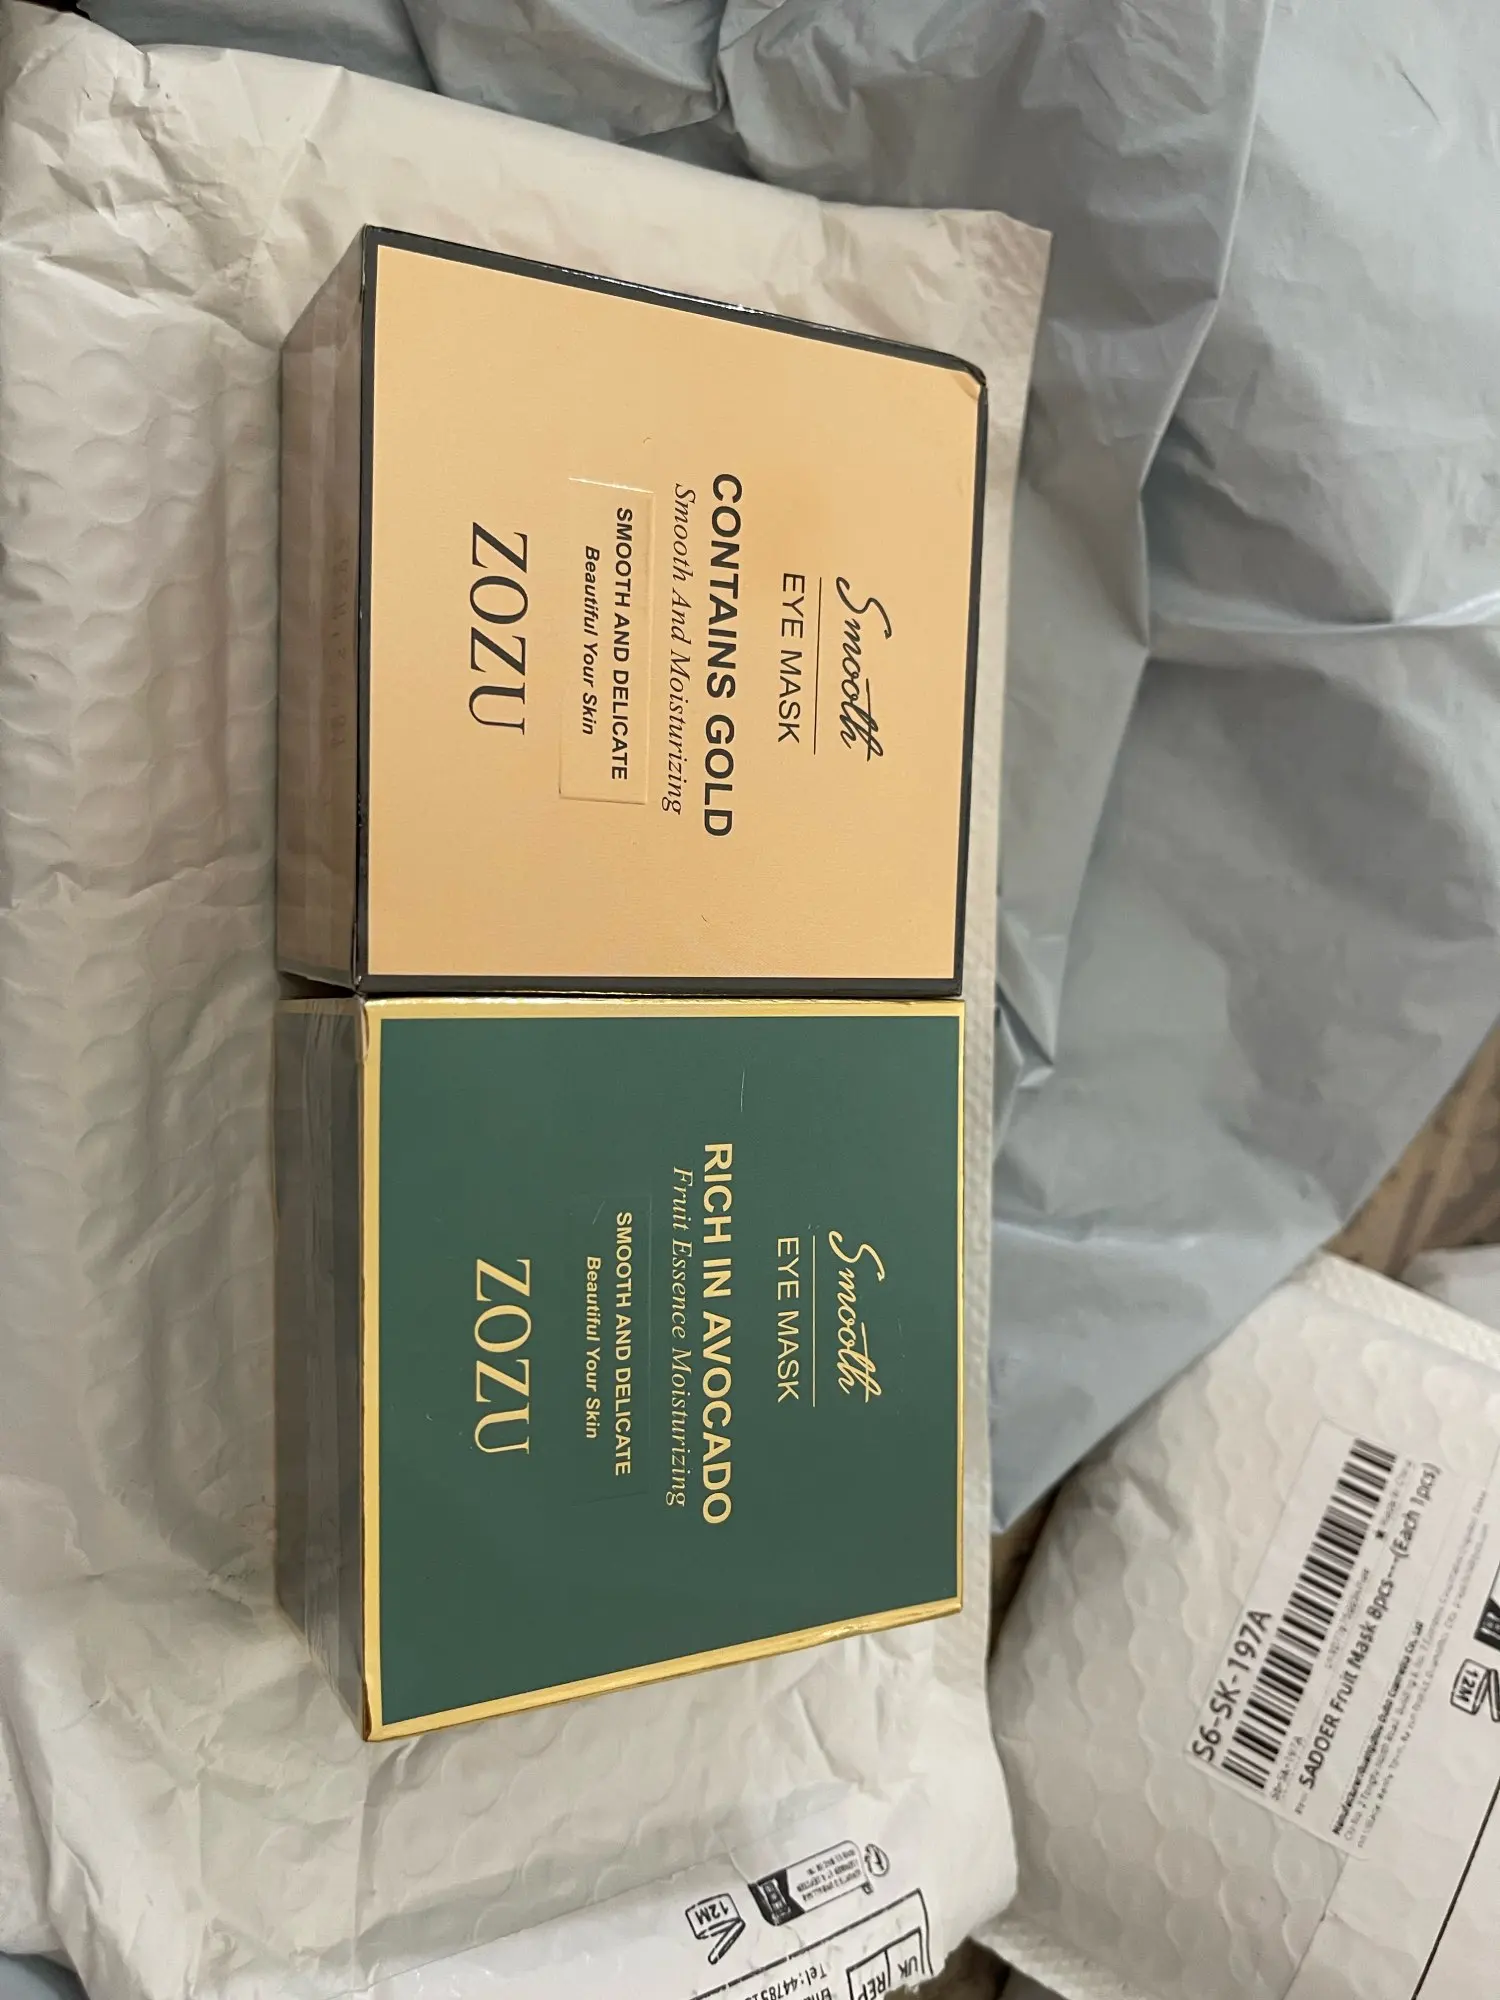 Smooth
EYE MASK
CONTAINS GOLD
Smooth And Moisturizing
SMOOTH AND DELICATE
Beautiful Your Skin
ZOZU
Smooth
EYE MASK
RICH IN AVOCADO
Fruit Essence Moisturizing
SMOOTH AND DELICATE
Beautiful Your Skin
ZOZU
S6-SK-197A
SADOER Fruit Mask 8pcs---(Each 1pcs)
12M
12M
UK
REP